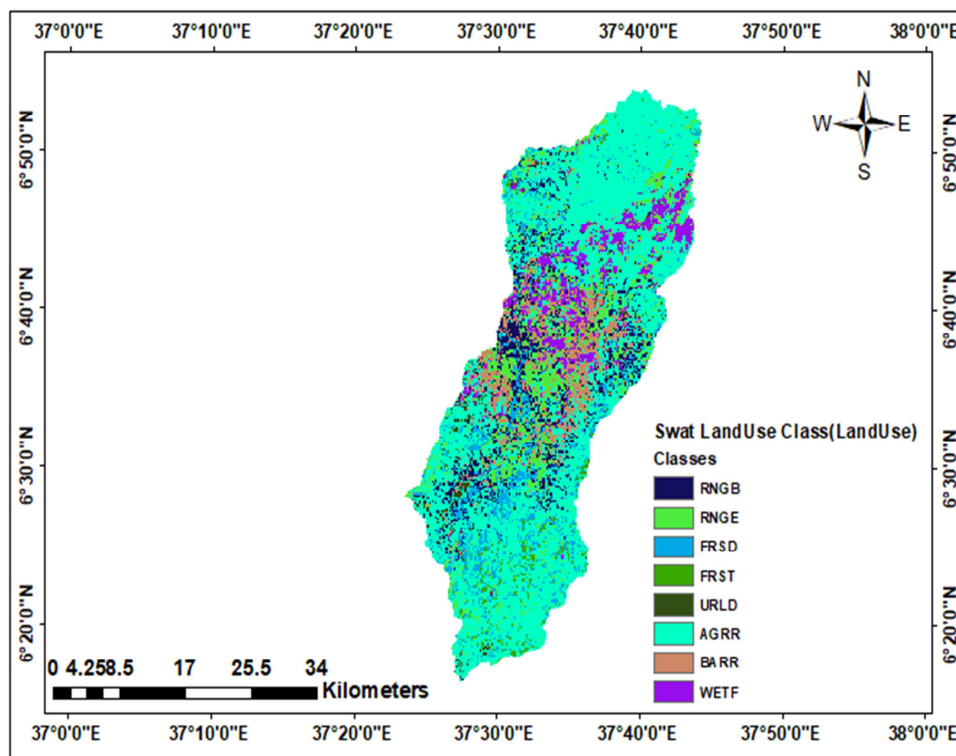 37°0'0"E 37°10'0"E 37°20'0"E 37°30'0"E 37°40'0"E 37°50'0"E 38°0'0"E
N
W E
S
6°50'0"N 6°50'0"N
6°40'0"N 6°40'0"N
6°30'0"N 6°30'0"N
6°20'0"N 6°20'0"N
Swat LandUse Class(LandUse)
Classes
RNGB
RNGE
FRSD
FRST
URLD
AGRR
BARR
WETF
0 4.25 8.5 17 25.5 34
Kilometers
37°0'0"E 37°10'0"E 37°20'0"E 37°30'0"E 37°40'0"E 37°50'0"E 38°0'0"E